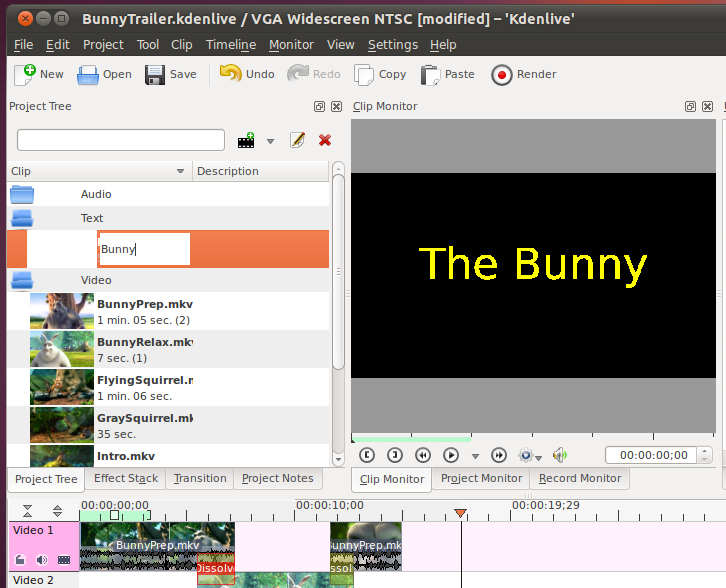 BunnyTrailer.kdenlive / VGA Widescreen NTSC [modified] – 'Kdenlive'
File Edit Project Tool Clip Timeline Monitor View Settings Help
New Open Save Undo Redo Copy Paste Render
Project Tree
Clip Description
Audio
Text
Bunny
Video
BunnyPrep.mkv
1 min. 05 sec. (2)
BunnyRelax.mkv
7 sec. (1)
FlyingSquirrel.m
1 min. 06 sec.
GraySquirrel.mk
35 sec.
Intro.mkv
Project Tree Effect Stack Transition Project Notes
Clip Monitor
The Bunny
00:00:00;00
Clip Monitor Project Monitor Record Monitor
00:00:00;00 00:00:10;00 00:00:19;29
Video 1
BunnyPrep.mkv
Dissolv
BunnyPrep.mk
ssol
Video 2